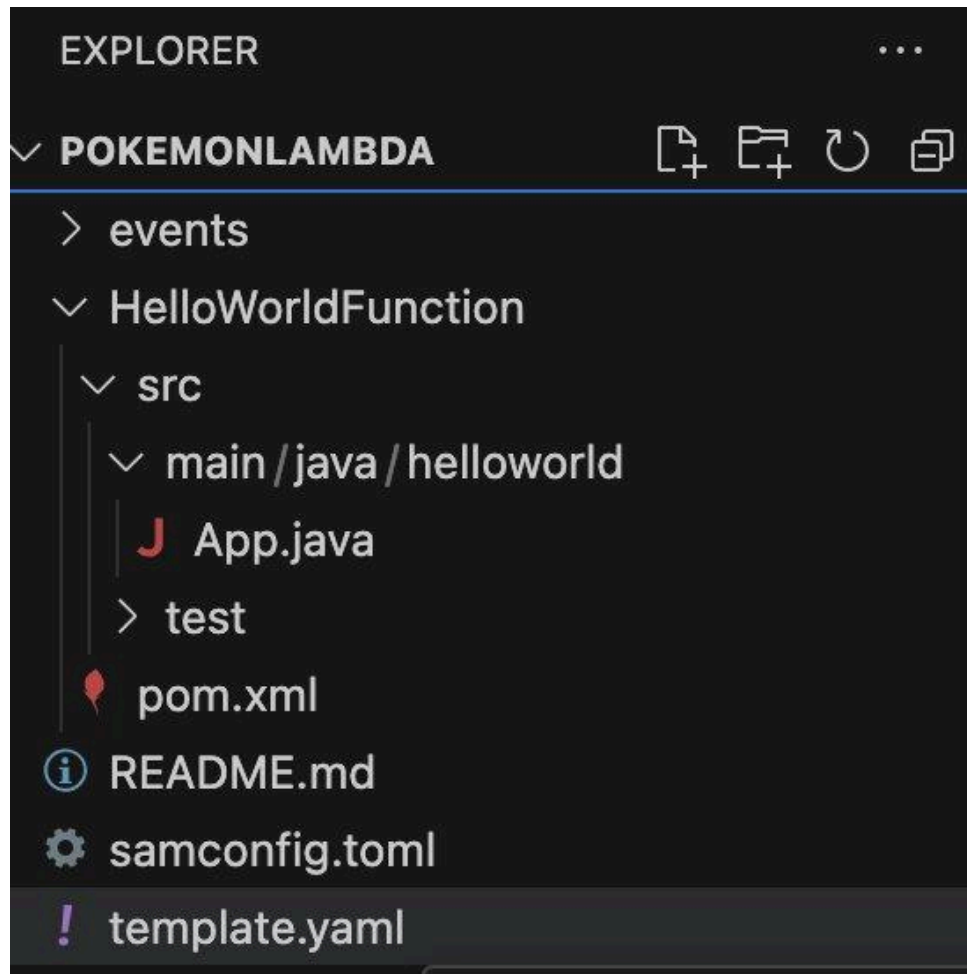 EXPLORER
POKEMONLAMBDA
events
HelloWorldFunction
src
main/java/helloworld
App.java
test
pom.xml
README.md
samconfig.toml
template.yaml